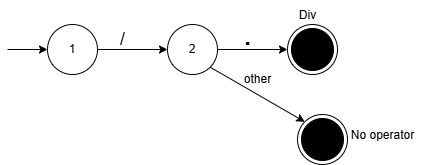 Div
1
/
2
.
other
No operator